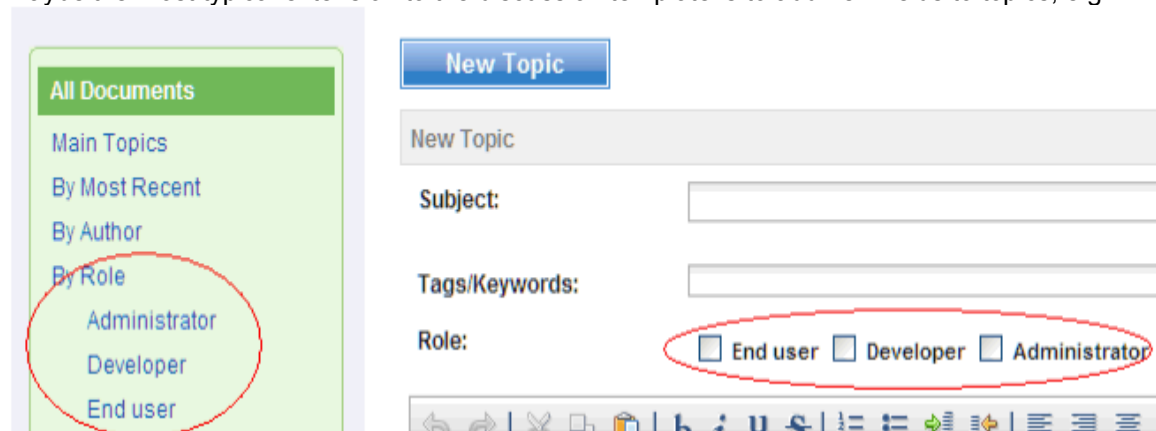 All Documents
Main Topics
By Most Recent
By Author
By Role
Administrator
Developer
End user
New Topic
New Topic
Subject:
Tags/Keywords:
Role:
End user Developer Administrator